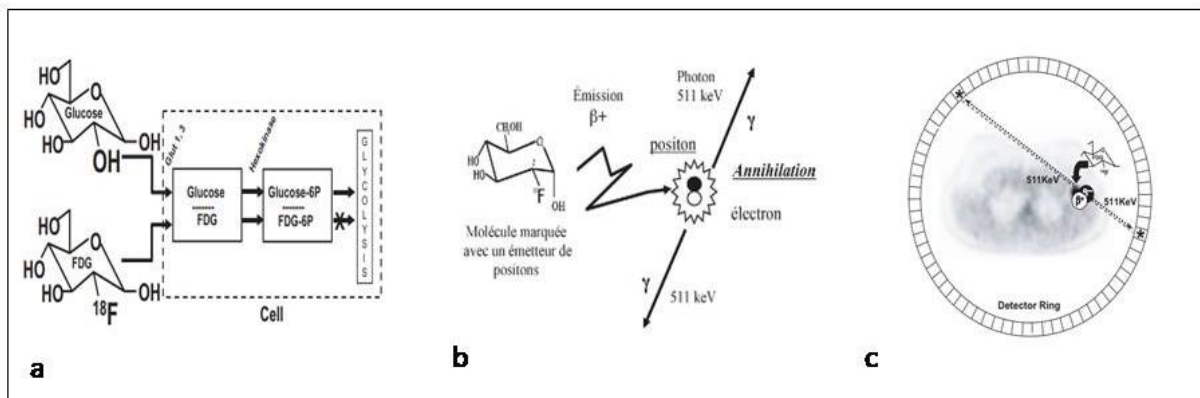 HO
HO
HO
O
Glucose
OH
OH
Glut 1, 3
Hexokinase
Glucose
FDG
Glucose-6P
FDG-6P
*
GLYCOLYSIS
HO
HO
HO
O
FDG
OH
18F
Cell
a
CH2OH
HO
HO
O
F
OH
Molécule marquée
avec un émetteur de
positons
Émission
β+
positon
Photon
511 keV
γ
Annihilation
électron
γ
511 keV
b
*
511KeV
β+
511KeV
*
Detector Ring
c